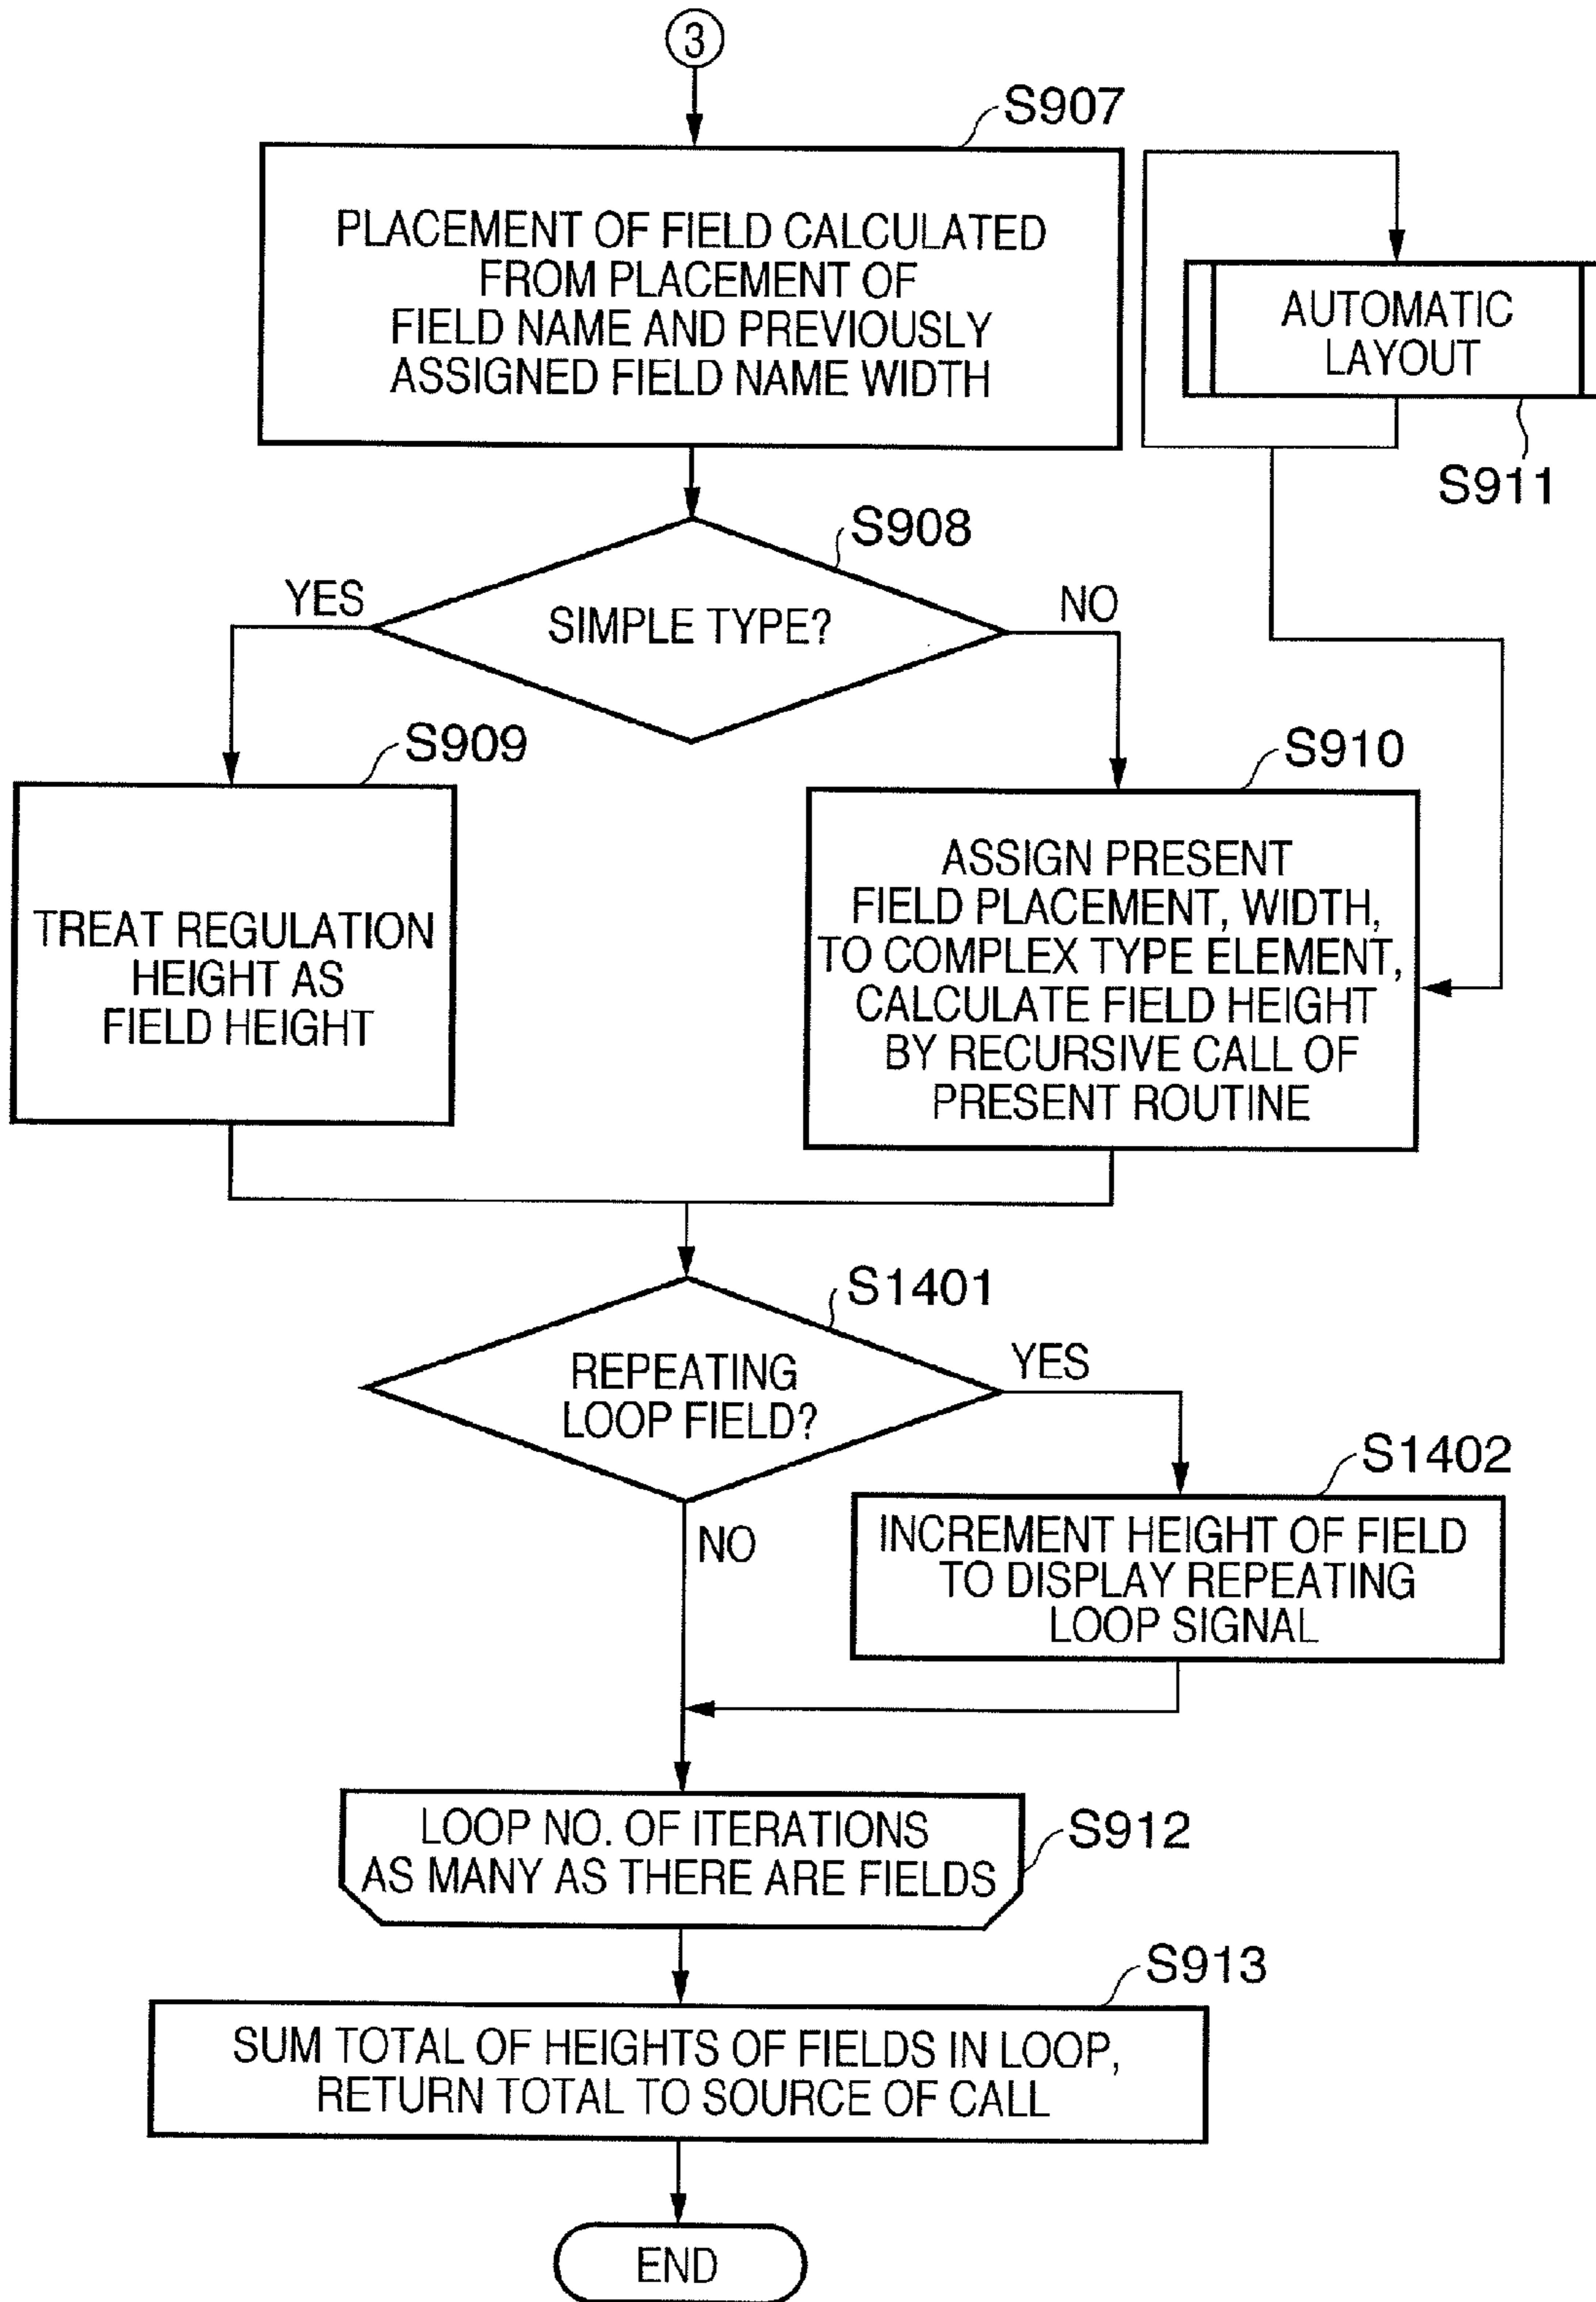 3
S907
PLACEMENT OF FIELD CALCULATED
FROM PLACEMENT OF
FIELD NAME AND PREVIOUSLY
ASSIGNED FIELD NAME WIDTH
AUTOMATIC
LAYOUT
S911
S908
YES
SIMPLE TYPE?
NO
S909
TREAT REGULATION
HEIGHT AS
FIELD HEIGHT
S910
ASSIGN PRESENT
FIELD PLACEMENT, WIDTH,
TO COMPLEX TYPE ELEMENT,
CALCULATE FIELD HEIGHT
BY RECURSIVE CALL OF
PRESENT ROUTINE
S1401
REPEATING
LOOP FIELD?
YES
NO
S1402
INCREMENT HEIGHT OF FIELD
TO DISPLAY REPEATING
LOOP SIGNAL
LOOP NO. OF ITERATIONS
AS MANY AS THERE ARE FIELDS
S912
S913
SUM TOTAL OF HEIGHTS OF FIELDS IN LOOP,
RETURN TOTAL TO SOURCE OF CALL
END